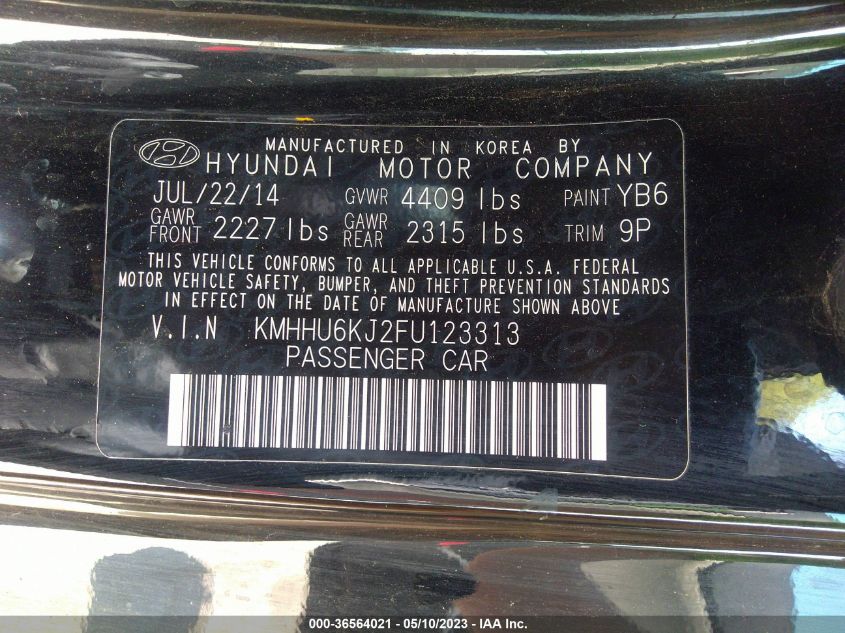 MANUFACTURED IN KOREA BY
HYUNDAI MOTOR COMPANY
JUL/22/14 GVWR 4409 lbs PAINT YB6
GAWR FRONT 2227 lbs GAWR REAR 2315 lbs TRIM 9P
THIS VEHICLE CONFORMS TO ALL APPLICABLE U.S.A. FEDERAL
MOTOR VEHICLE SAFETY, BUMPER, AND THEFT PREVENTION STANDARDS
IN EFFECT ON THE DATE OF MANUFACTURE SHOWN ABOVE
V.I.N KMHHU6KJ2FU123313
PASSENGER CAR
000-36564021 - 05/10/2023 - IAA Inc.